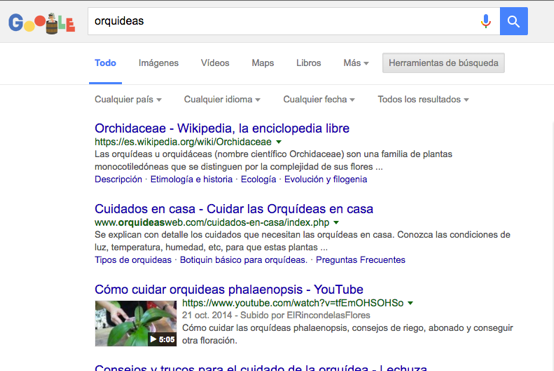 GOOGLE
orquideas
Todo Imágenes Vídeos Maps Libros Más Herramientas de búsqueda
Cualquier país Cualquier idioma Cualquier fecha Todos los resultados
Orchidaceae - Wikipedia, la enciclopedia libre
https://es.wikipedia.org/wiki/Orchidaceae
Las orquídeas u orquidáceas (nombre científico Orchidaceae) son una familia de plantas
monocotiledóneas que se distinguen por la complejidad de sus flores ...
Descripción · Etimología e historia · Ecología · Evolución y filogenia
Cuidados en casa - Cuidar las Orquídeas en casa
www.orquideasweb.com/cuidados-en-casa/index.php
Se explican con detalle los cuidados que necesitan las orquídeas en casa. Conozca las condiciones de
luz, temperatura, humedad, etc, para que estas plantas ...
Tipos de orquideas · Botiquin básico para orquídeas. · Preguntas Frecuentes
Cómo cuidar orquideas phalaenopsis - YouTube
https://www.youtube.com/watch?v=tfEmOHSOHSo
21 oct. 2014 - Subido por ElRincondelasFlores
Cómo cuidar las orquídeas phalaenopsis, consejos de riego, abonado y conseguir
otra floración.
5:05
Consejos y trucos para el cuidado de la orquídea - Lechuza